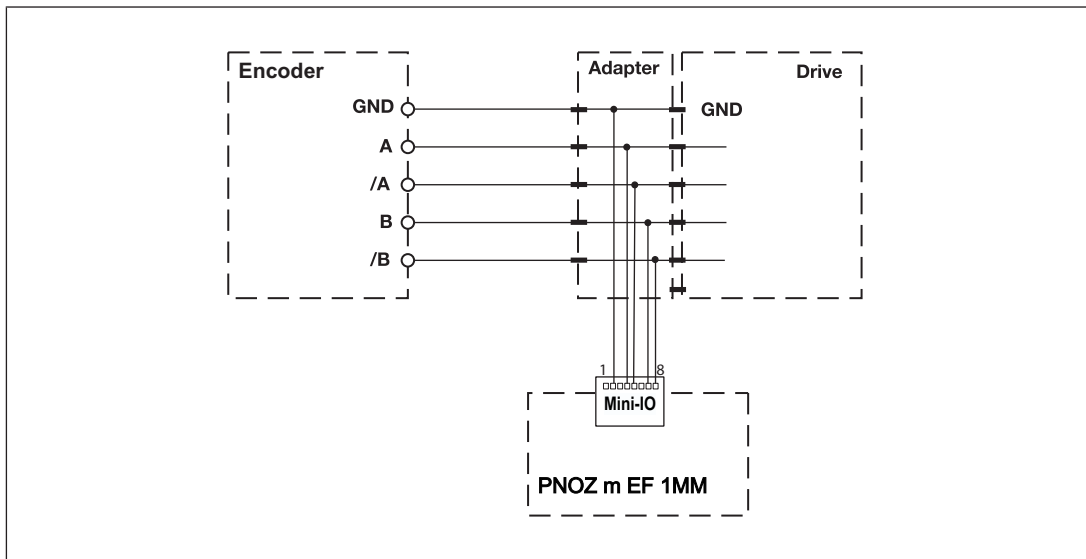 Encoder
Adapter
Drive
GND
GND
A
/A
B
/B
1
8
Mini-IO
PNOZ m EF 1MM